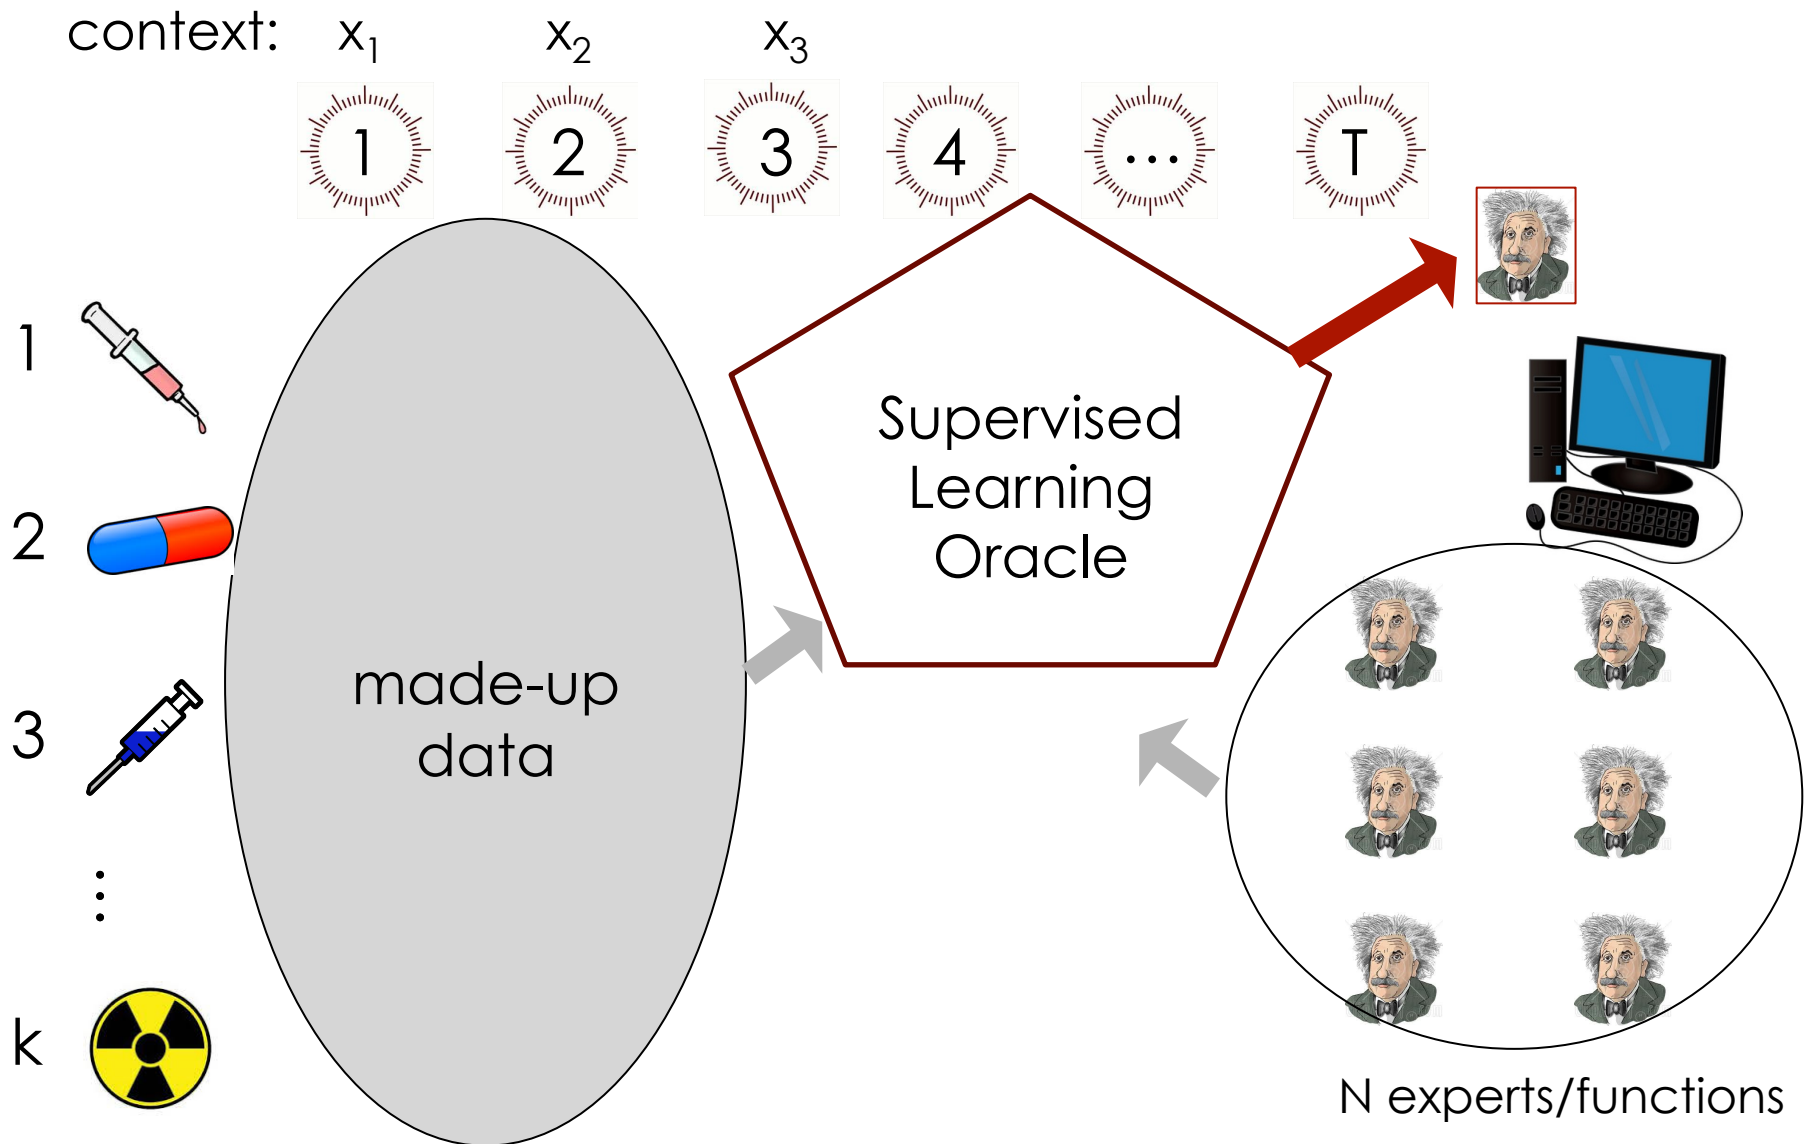 context: x₁ x₂ x₃
1 2 3 4 ... T
1
Supervised
Learning
Oracle
2
made-up
data
3
⋮
k
N experts/functions